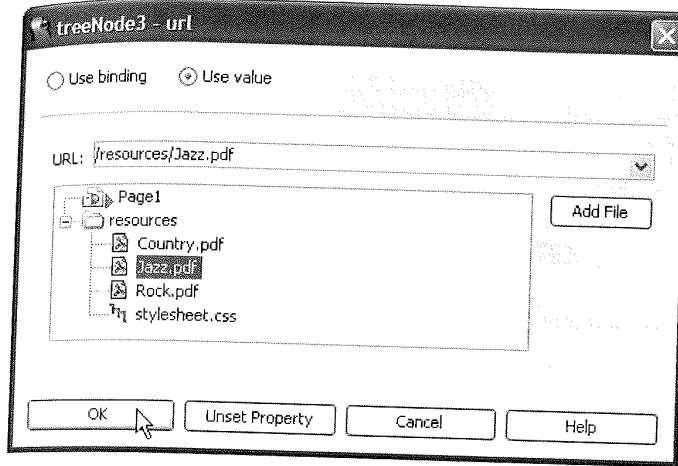 treeNode3 - url
Use binding Use value
URL: /resources/Jazz.pdf
Page1
Add File
resources
Country.pdf
Jazz.pdf
Rock.pdf
stylesheet.css
OK Unset Property Cancel Help